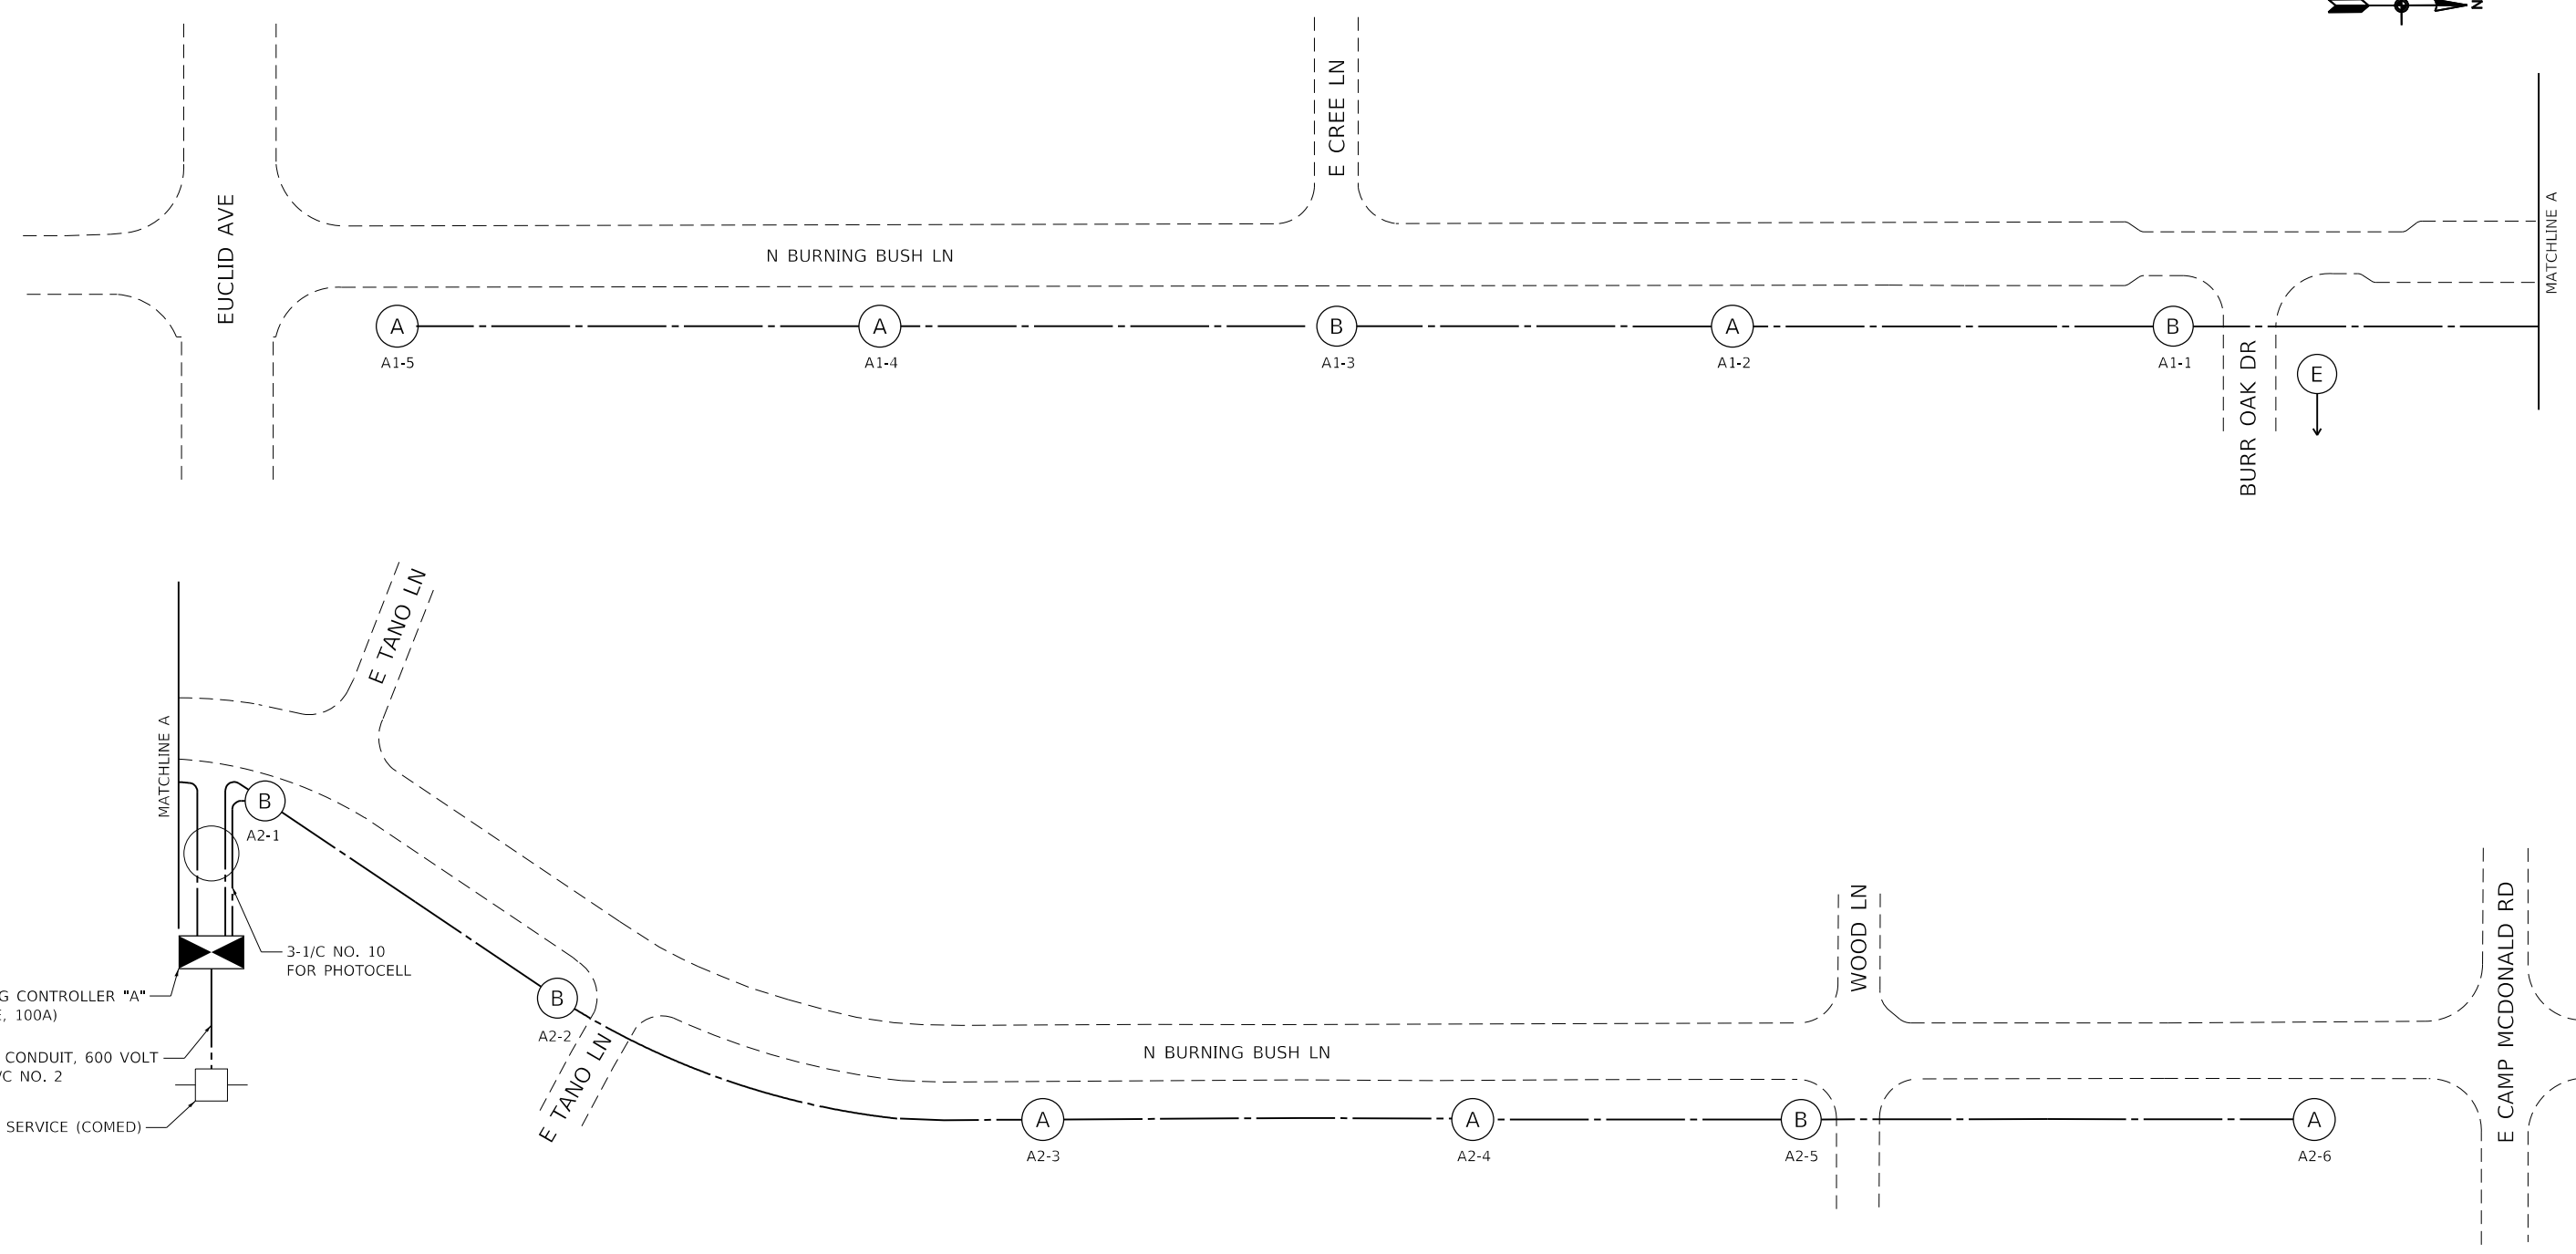 N
E CREE LN
EUCLID AVE
N BURNING BUSH LN
MATCHLINE A
A
A
B
A
B
A1-5
A1-4
A1-3
A1-2
A1-1
E
BURR OAK DR
E TANO LN
MATCHLINE A
B
A2-1
3-1/C NO. 10
FOR PHOTOCELL
CONTROLLER "A"
100A)
CONDUIT, 600 VOLT
NO. 2
SERVICE (COMED)
B
A2-2
E TANO LN
N BURNING BUSH LN
WOOD LN
E CAMP MCDONALD RD
A
A
B
A
A2-3
A2-4
A2-5
A2-6